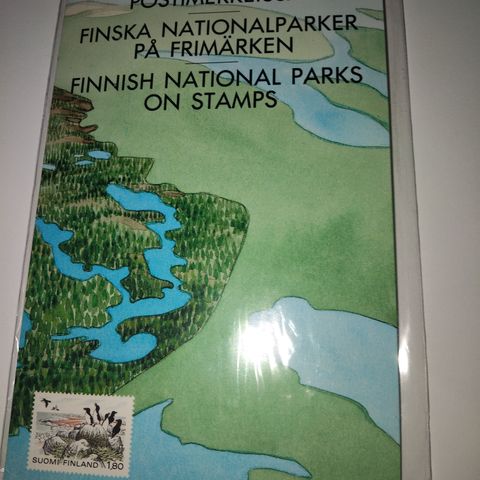 FINSKA NATIONALPARKER
PÅ FRIMÄRKEN
FINNISH NATIONAL PARKS
ON STAMPS
SUOMI-FINLAND 1,80